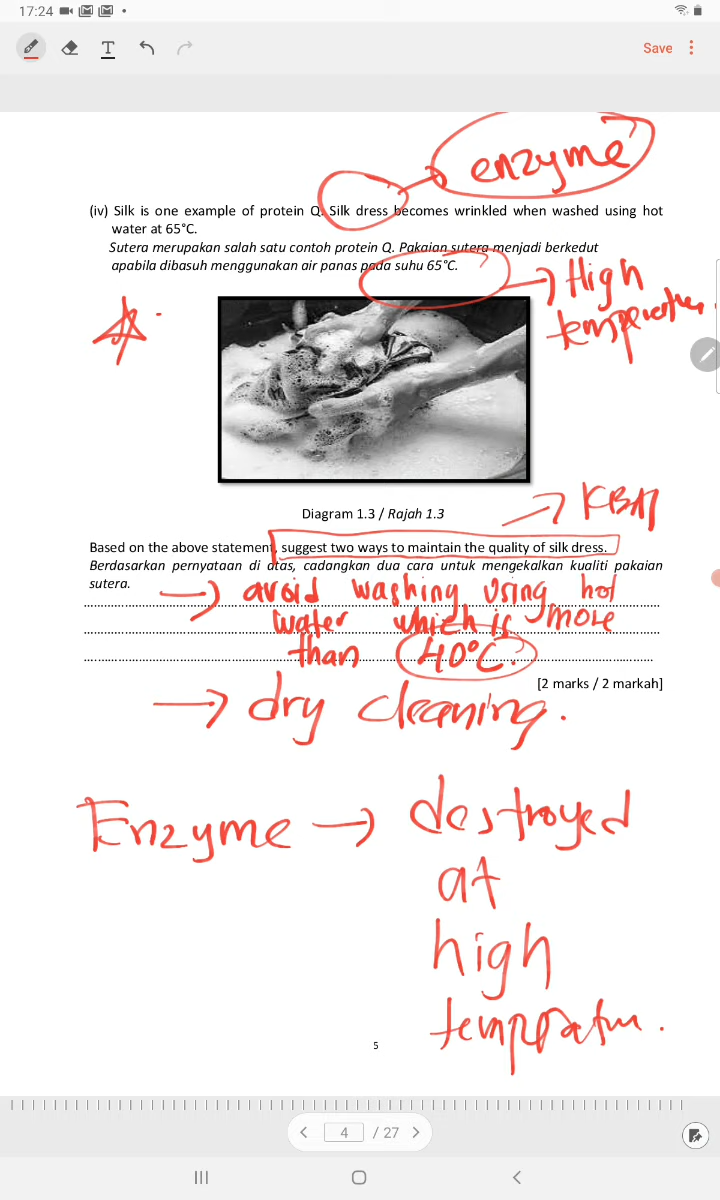 17:24
T
Save
enzyme
(iv) Silk is one example of protein Q. Silk dress becomes wrinkled when washed using hot
water at 65°C.
Sutera merupakan salah satu contoh protein Q. Pakaian sutera menjadi berkedut
apabila dibasuh menggunakan air panas pada suhu 65°C.
High
temperature.
Diagram 1.3 / Rajah 1.3
KBAT
Based on the above statement, suggest two ways to maintain the quality of silk dress.
Berdasarkan pernyataan di atas, cadangkan dua cara untuk mengekalkan kualiti pakaian
sutera.
→ avoid washing using hot
water which is more
than 40°C.
[2 marks / 2 markah]
→ dry cleaning.
Enzyme → destroyed
at
high
5
4 / 27